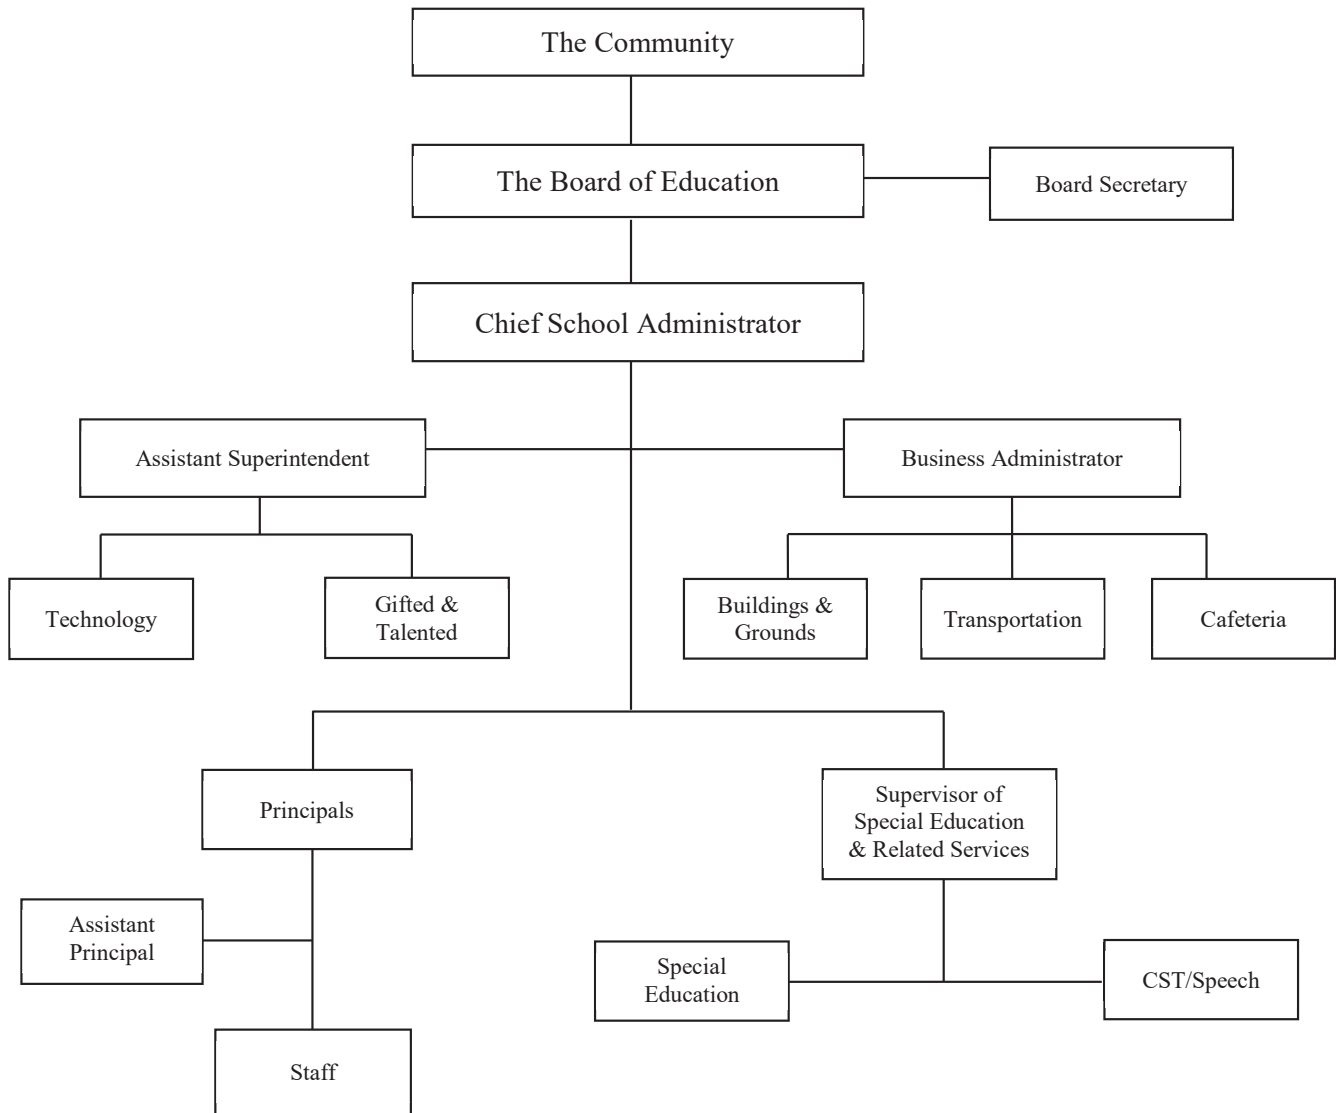 The Community
The Board of Education
Board Secretary
Chief School Administrator
Assistant Superintendent
Business Administrator
Technology
Gifted &
Talented
Buildings &
Grounds
Transportation
Cafeteria
Principals
Supervisor of
Special Education
& Related Services
Assistant
Principal
Special
Education
CST/Speech
Staff